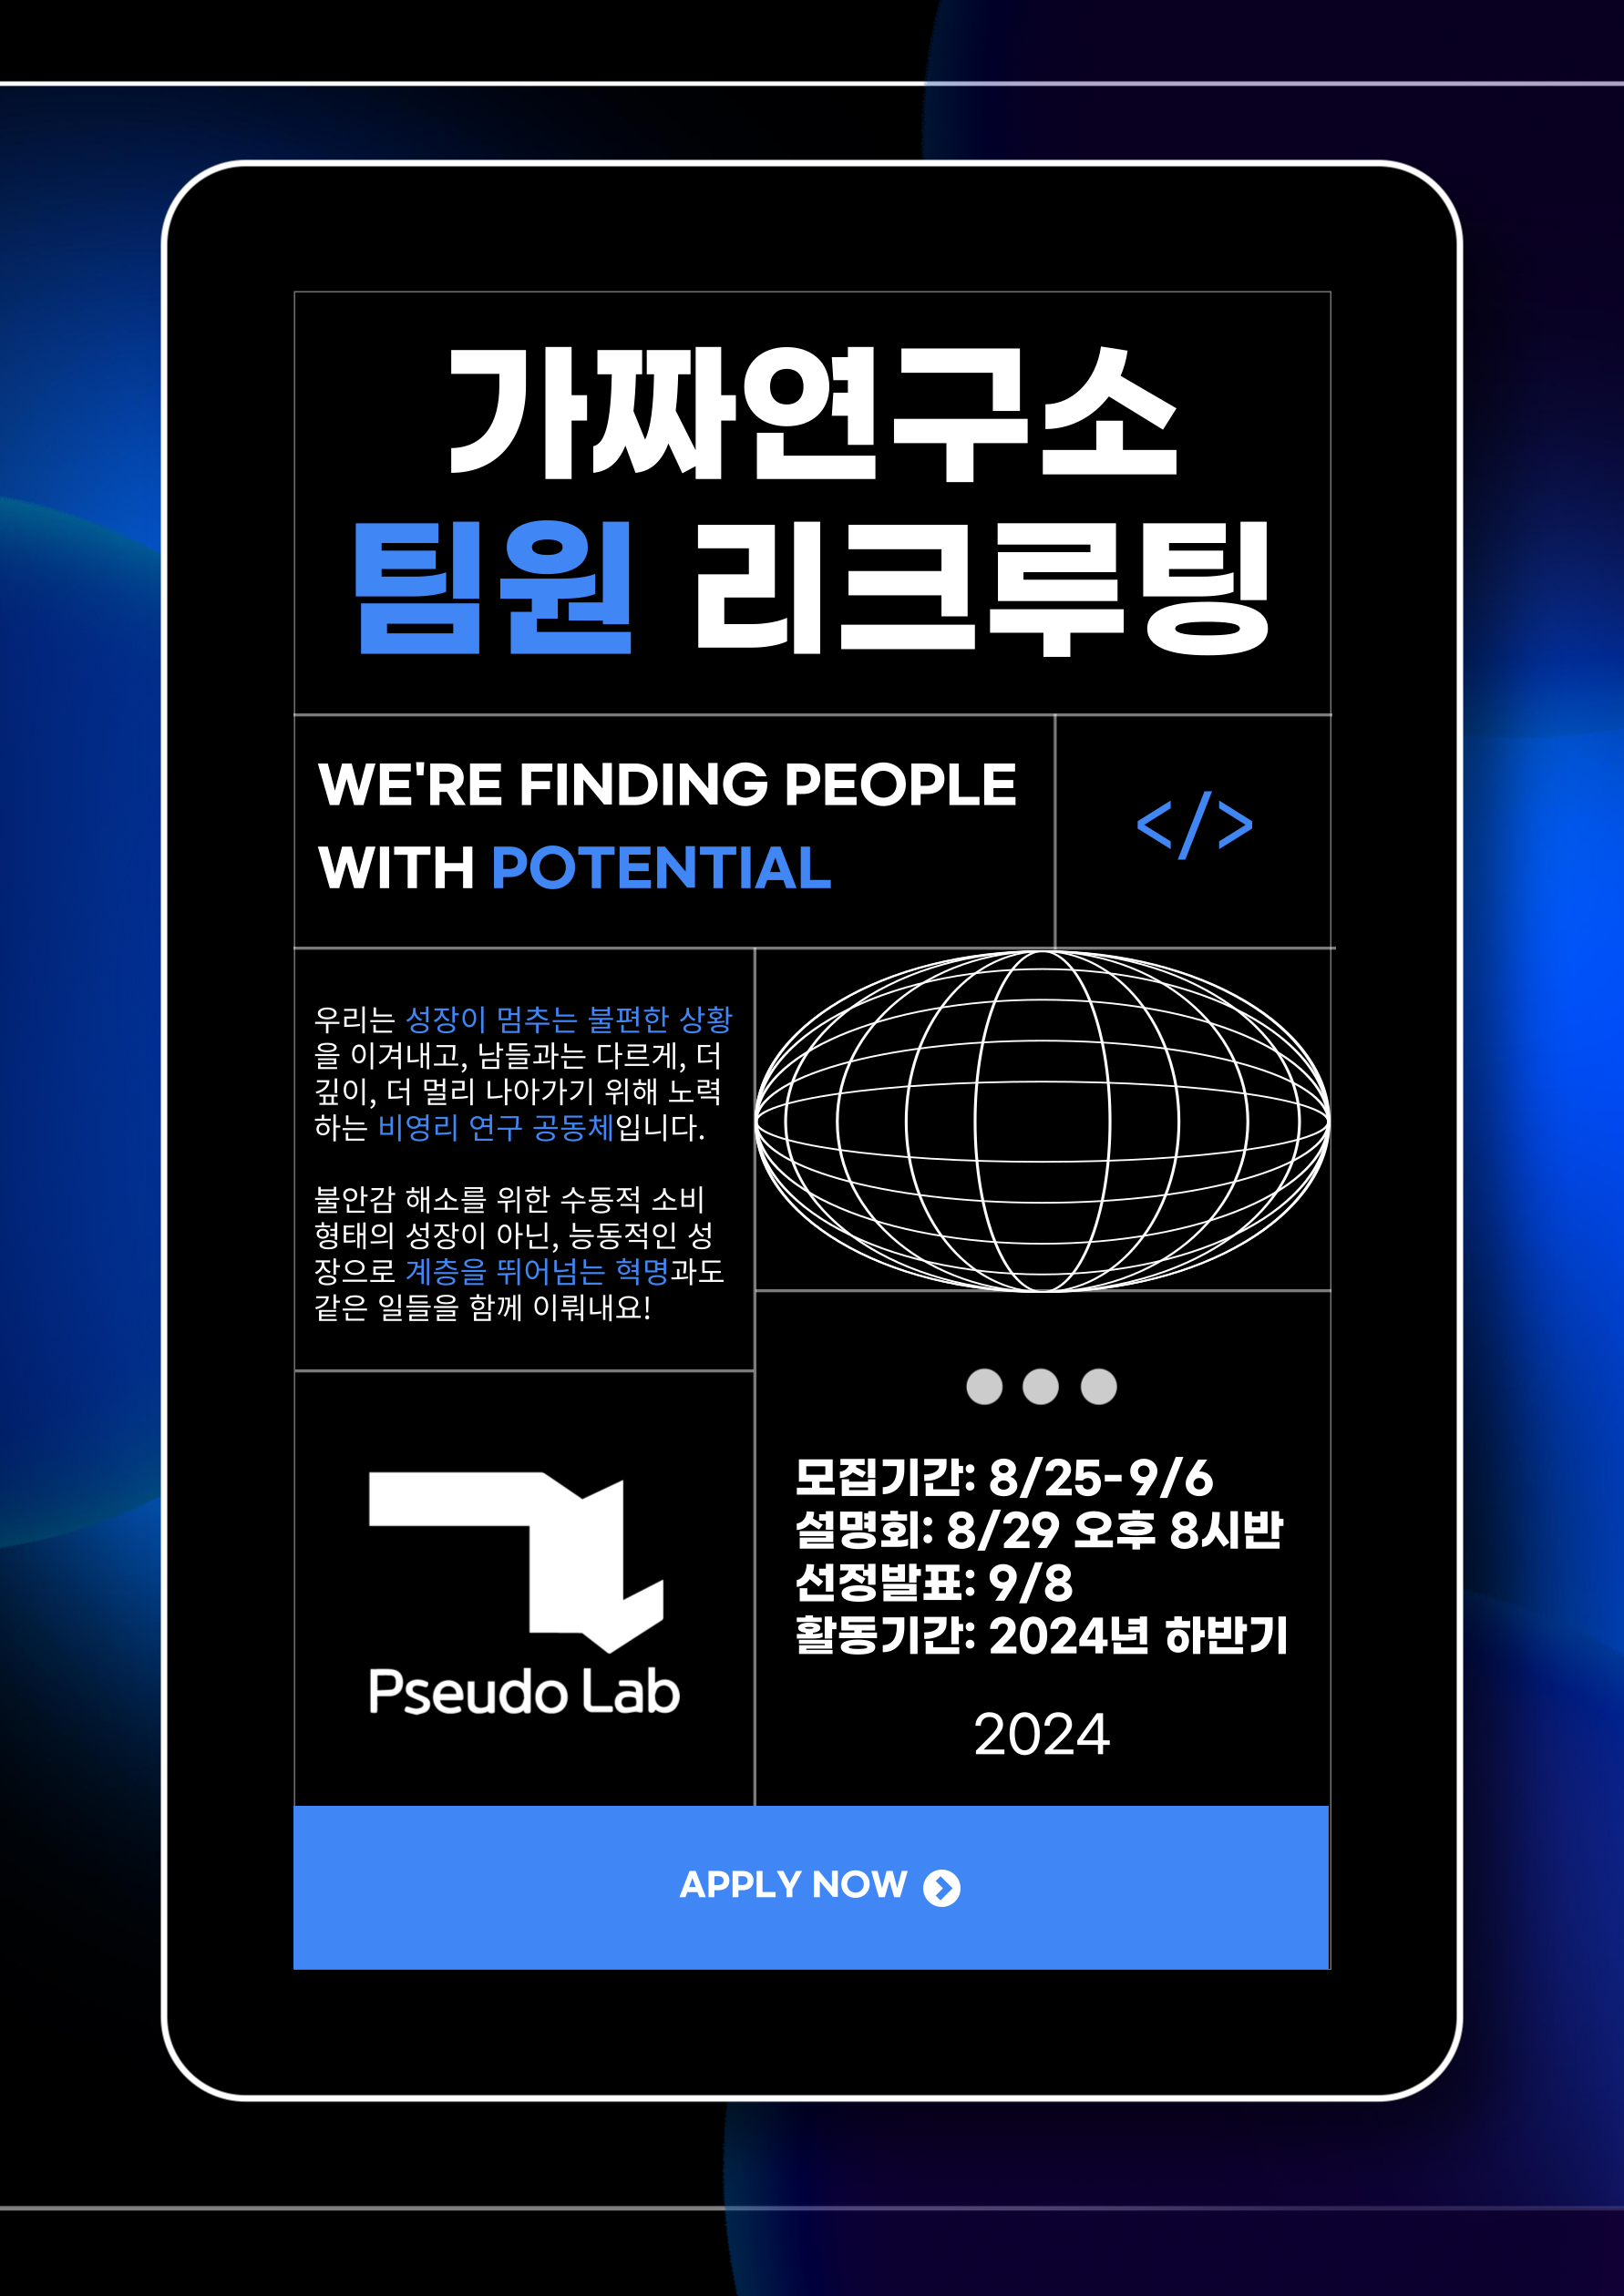 가짜연구소
팀원 리크루팅
WE'RE FINDING PEOPLE
WITH POTENTIAL
</>
우리는 성장이 멈추는 불편한 상황
을 이겨내고, 남들과는 다르게, 더
깊이, 더 멀리 나아가기 위해 노력
하는 비영리 연구 공동체입니다.
불안감 해소를 위한 수동적 소비
형태의 성장이 아닌, 능동적인 성
장으로 계층을 뛰어넘는 혁명과도
같은 일들을 함께 이뤄내요!
Pseudo Lab
모집기간: 8/25-9/6
설명회: 8/29 오후 8시반
선정발표: 9/8
활동기간: 2024년 하반기
2024
APPLY NOW